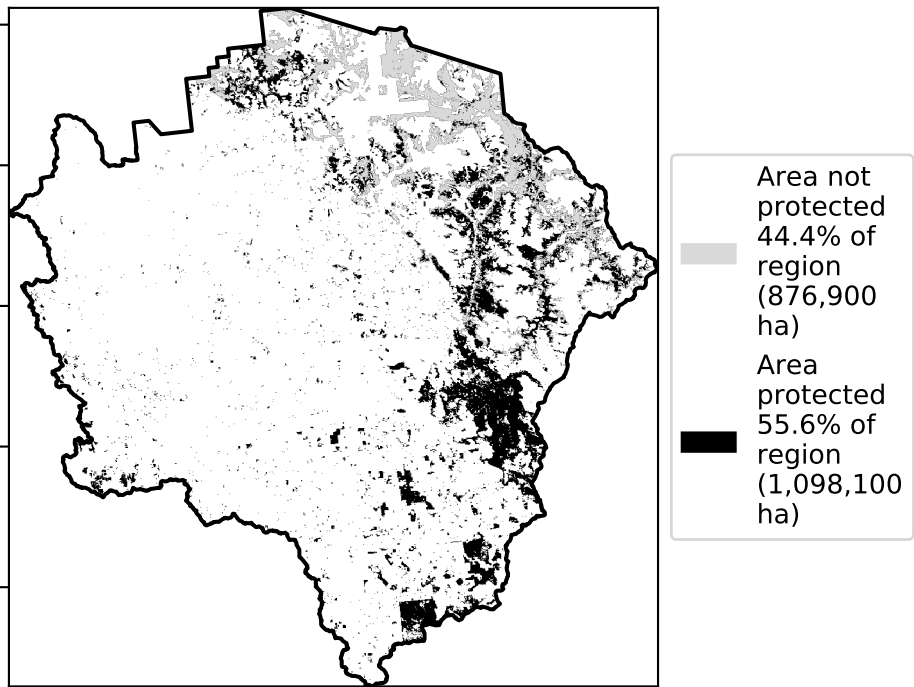 Area not
protected
44.4% of
region
(876,900
ha)
Area
protected
55.6% of
region
(1,098,100
ha)